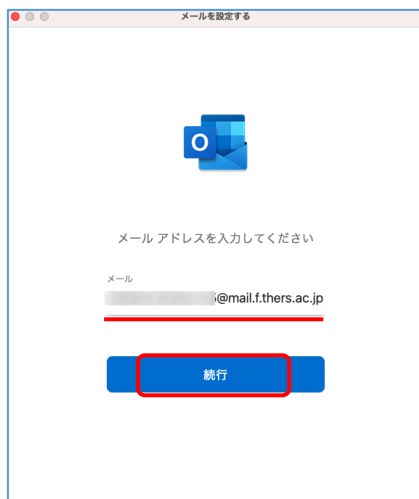 メールを設定する
O
メール アドレスを入力してください
メール
@mail.f.thers.ac.jp
続行